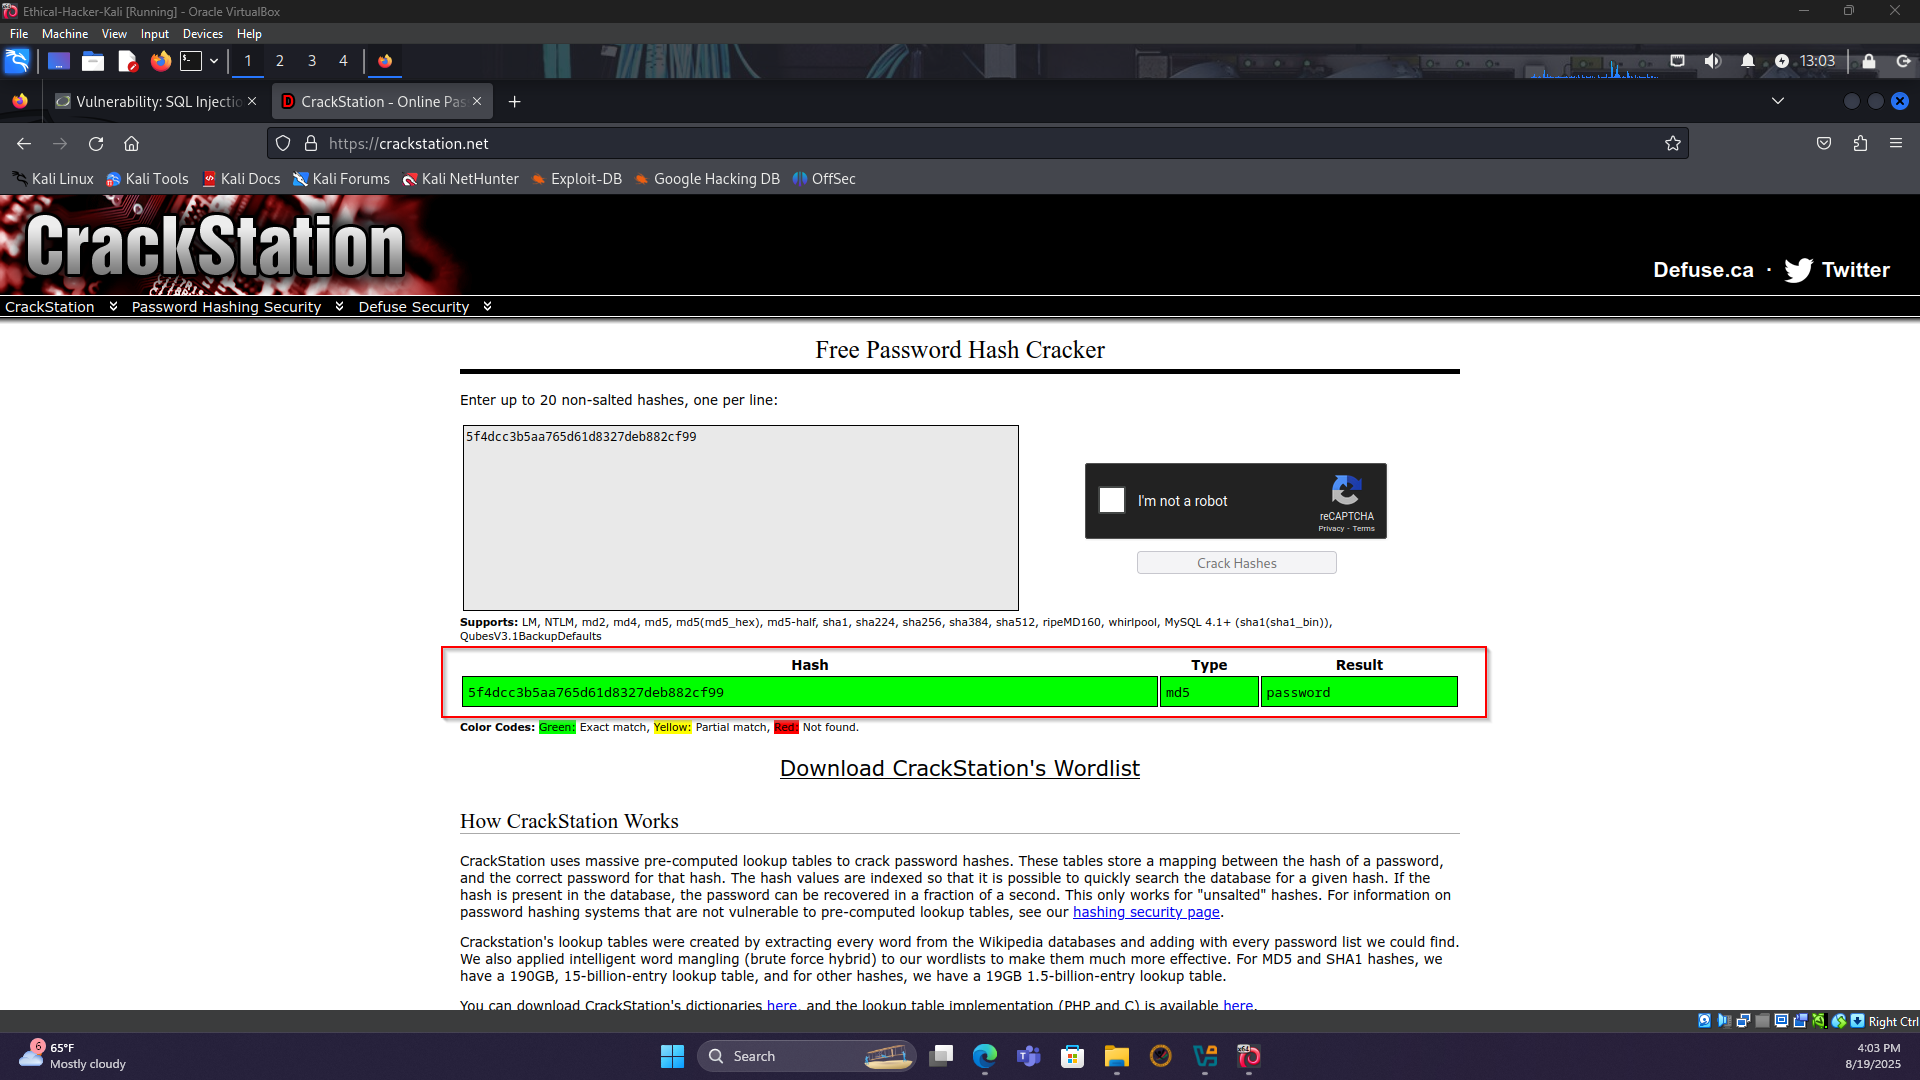 Ethical-Hacker-Kali [Running] - Oracle VirtualBox
File Machine View Input Devices Help
1 2 3 4
13:03
Vulnerability: SQL Injectio
CrackStation - Online Pas
https://crackstation.net
Kali Linux Kali Tools Kali Docs Kali Forums Kali NetHunter Exploit-DB Google Hacking DB OffSec
CrackStation
Defuse.ca · Twitter
CrackStation Password Hashing Security Defuse Security
Free Password Hash Cracker
Enter up to 20 non-salted hashes, one per line:
5f4dcc3b5aa765d61d8327deb882cf99
I'm not a robot
reCAPTCHA
Privacy - Terms
Crack Hashes
Supports: LM, NTLM, md2, md4, md5, md5(md5_hex), md5-half, sha1, sha224, sha256, sha384, sha512, ripeMD160, whirlpool, MySQL 4.1+ (sha1(sha1_bin)),
QubesV3.1BackupDefaults
Hash Type Result
5f4dcc3b5aa765d61d8327deb882cf99 md5 password
Color Codes: Green: Exact match, Yellow: Partial match, Red: Not found.
Download CrackStation's Wordlist
How CrackStation Works
CrackStation uses massive pre-computed lookup tables to crack password hashes. These tables store a mapping between the hash of a password,
and the correct password for that hash. The hash values are indexed so that it is possible to quickly search the database for a given hash. If the
hash is present in the database, the password can be recovered in a fraction of a second. This only works for "unsalted" hashes. For information on
password hashing systems that are not vulnerable to pre-computed lookup tables, see our hashing security page.
Crackstation's lookup tables were created by extracting every word from the Wikipedia databases and adding with every password list we could find.
We also applied intelligent word mangling (brute force hybrid) to our wordlists to make them much more effective. For MD5 and SHA1 hashes, we
have a 190GB, 15-billion-entry lookup table, and for other hashes, we have a 19GB 1.5-billion-entry lookup table.
You can download CrackStation's dictionaries here, and the lookup table implementation (PHP and C) is available here.
Right Ctrl
6
65°F
Mostly cloudy
Search
4:03 PM
8/19/2025